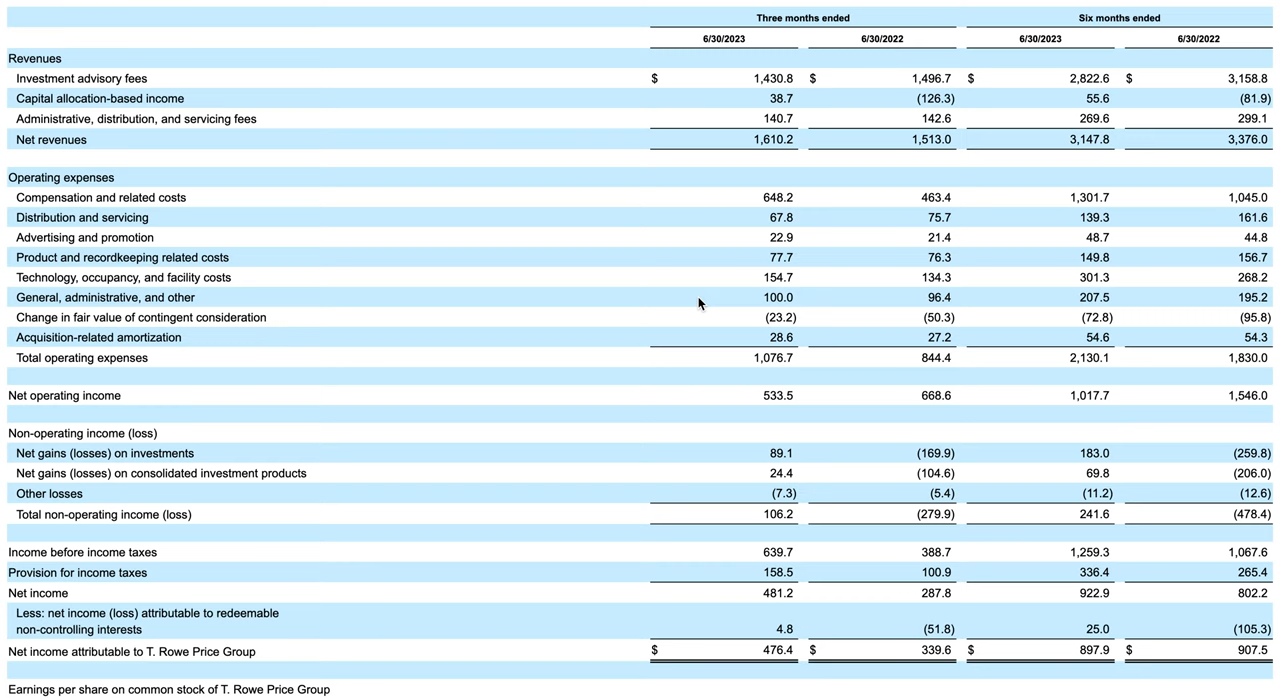 Three months ended Six months ended
6/30/2023 6/30/2022 6/30/2023 6/30/2022
Revenues
Investment advisory fees $ 1,430.8 $ 1,496.7 $ 2,822.6 $ 3,158.8
Capital allocation-based income 38.7 (126.3) 55.6 (81.9)
Administrative, distribution, and servicing fees 140.7 142.6 269.6 299.1
Net revenues 1,610.2 1,513.0 3,147.8 3,376.0
Operating expenses
Compensation and related costs 648.2 463.4 1,301.7 1,045.0
Distribution and servicing 67.8 75.7 139.3 161.6
Advertising and promotion 22.9 21.4 48.7 44.8
Product and recordkeeping related costs 77.7 76.3 149.8 156.7
Technology, occupancy, and facility costs 154.7 134.3 301.3 268.2
General, administrative, and other 100.0 96.4 207.5 195.2
Change in fair value of contingent consideration (23.2) (50.3) (72.8) (95.8)
Acquisition-related amortization 28.6 27.2 54.6 54.3
Total operating expenses 1,076.7 844.4 2,130.1 1,830.0
Net operating income 533.5 668.6 1,017.7 1,546.0
Non-operating income (loss)
Net gains (losses) on investments 89.1 (169.9) 183.0 (259.8)
Net gains (losses) on consolidated investment products 24.4 (104.6) 69.8 (206.0)
Other losses (7.3) (5.4) (11.2) (12.6)
Total non-operating income (loss) 106.2 (279.9) 241.6 (478.4)
Income before income taxes 639.7 388.7 1,259.3 1,067.6
Provision for income taxes 158.5 100.9 336.4 265.4
Net income 481.2 287.8 922.9 802.2
Less: net income (loss) attributable to redeemable
non-controlling interests 4.8 (51.8) 25.0 (105.3)
Net income attributable to T. Rowe Price Group $ 476.4 $ 339.6 $ 897.9 $ 907.5
Earnings per share on common stock of T. Rowe Price Group